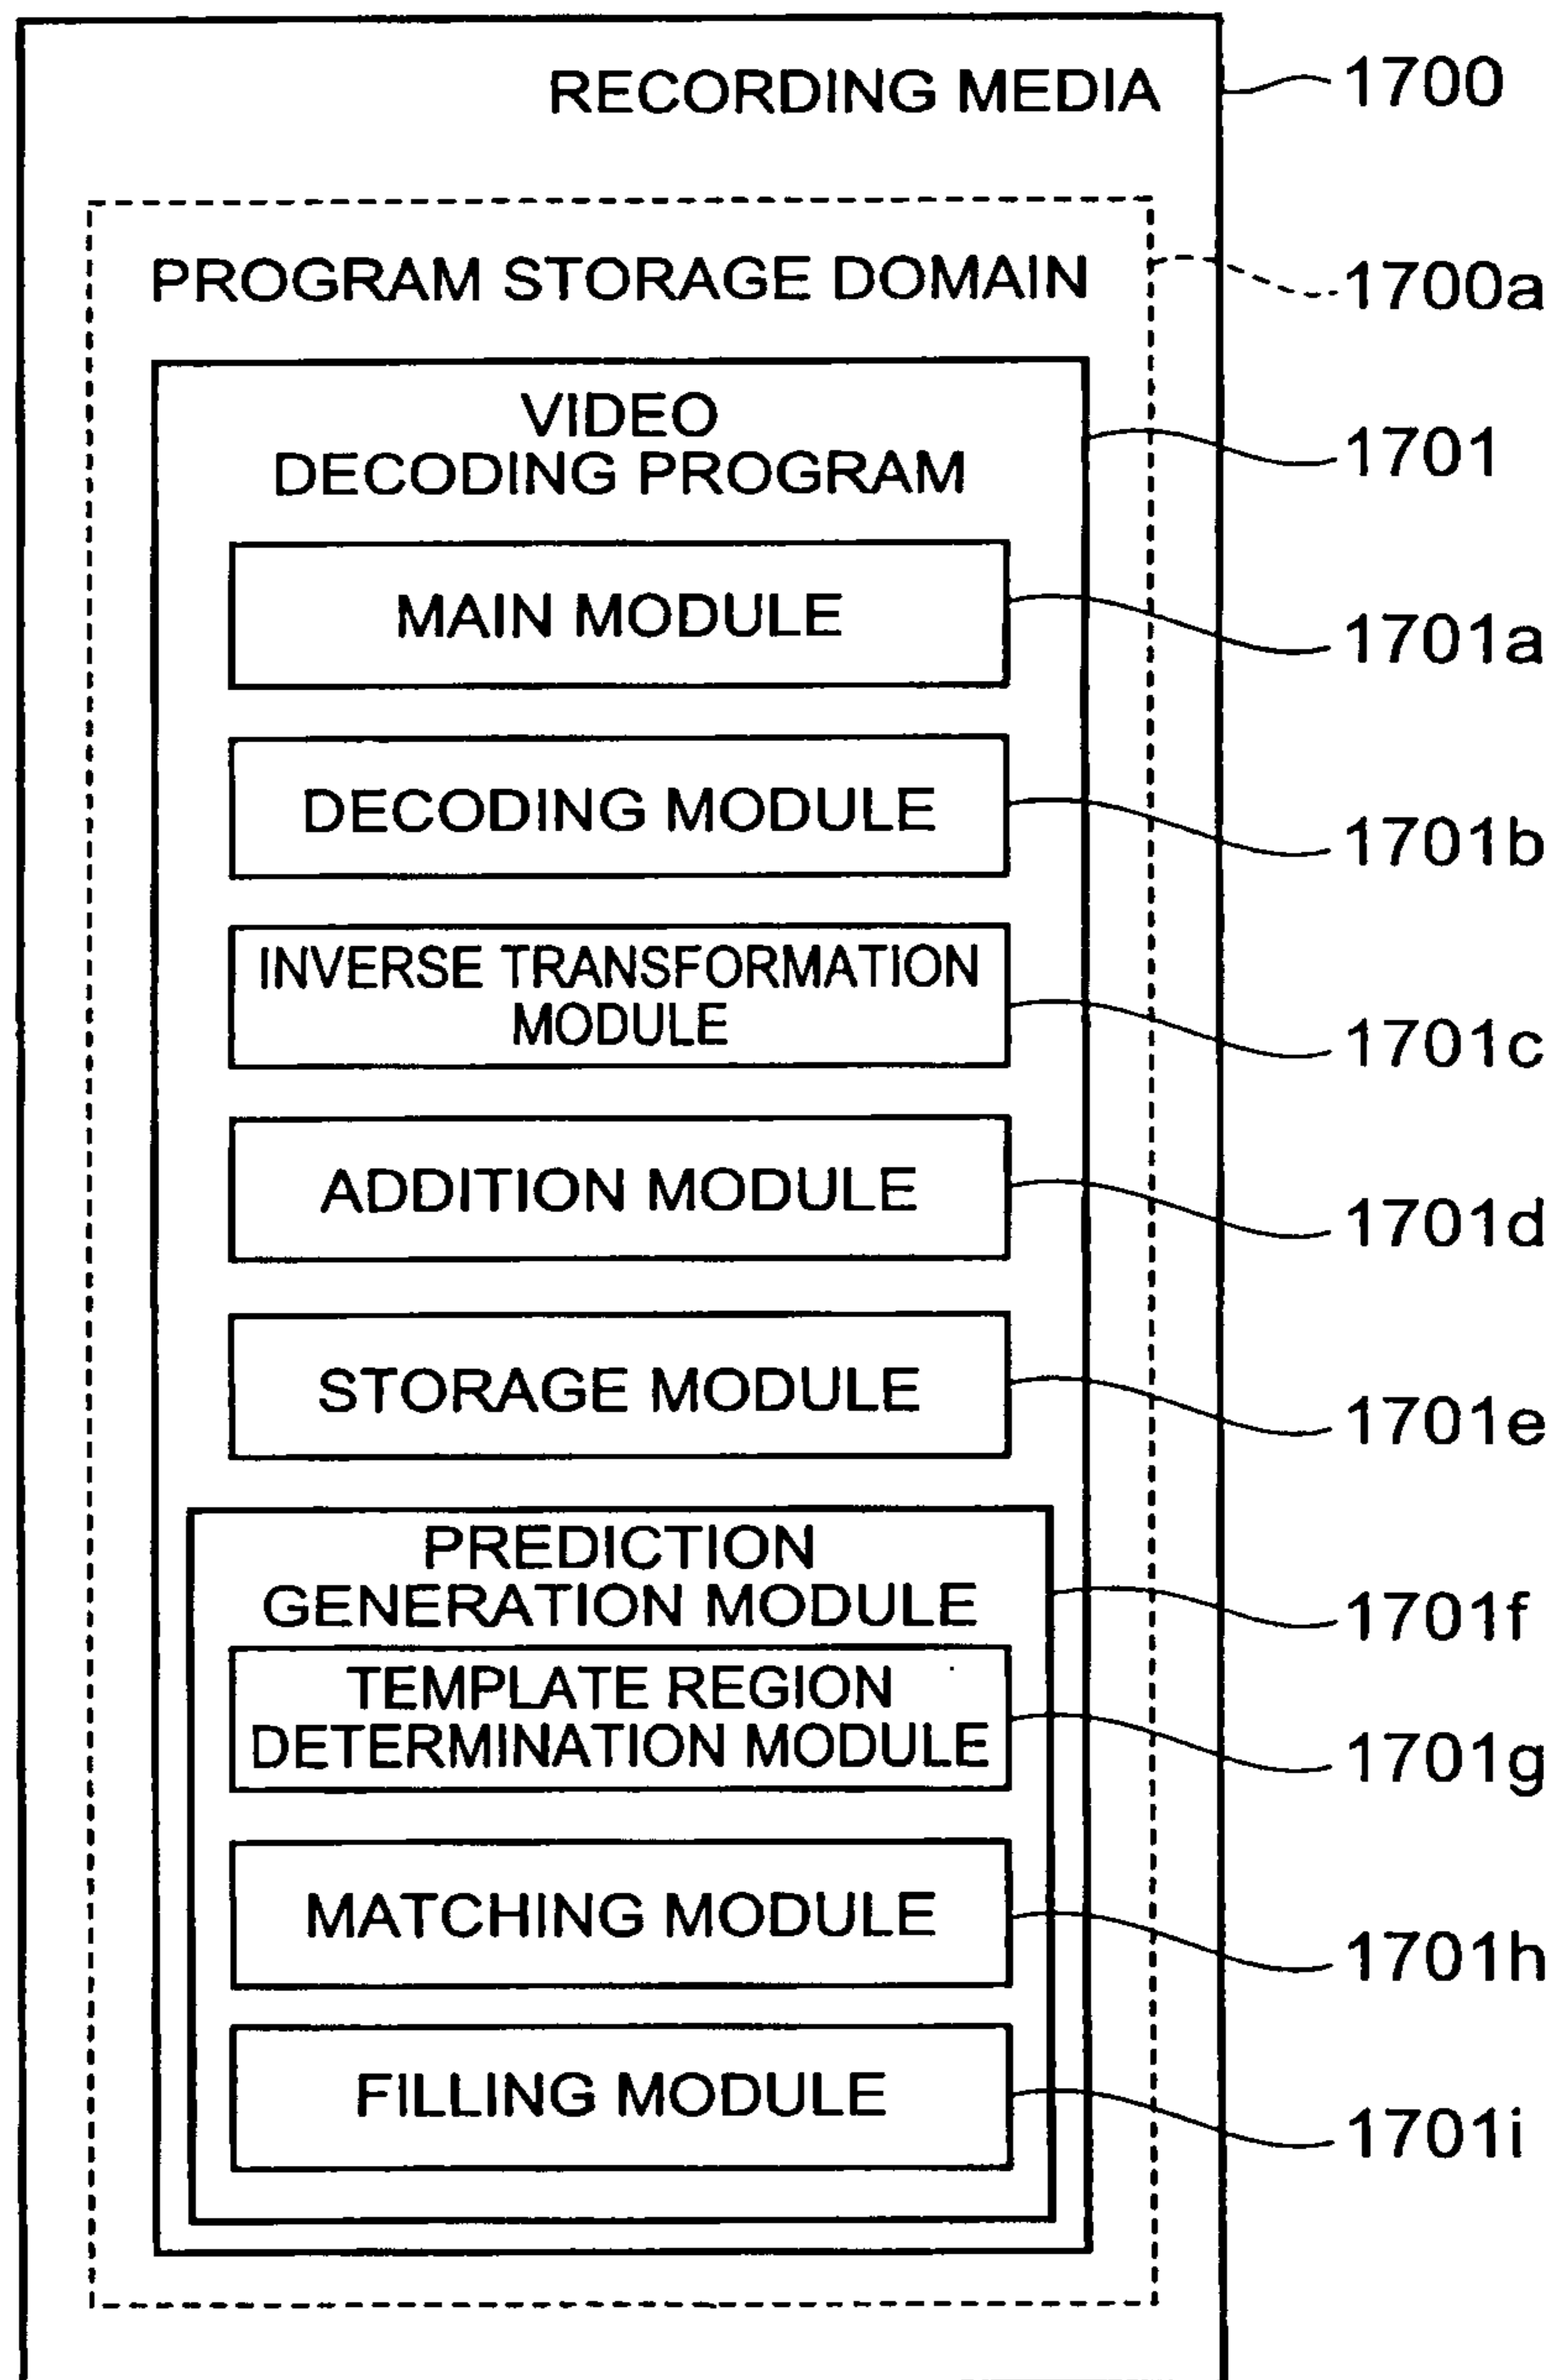 RECORDING MEDIA
1700
PROGRAM STORAGE DOMAIN
1700a
VIDEO
DECODING PROGRAM
1701
MAIN MODULE
1701a
DECODING MODULE
1701b
INVERSE TRANSFORMATION
MODULE
1701c
ADDITION MODULE
1701d
STORAGE MODULE
1701e
PREDICTION
GENERATION MODULE
1701f
TEMPLATE REGION
DETERMINATION MODULE
1701g
MATCHING MODULE
1701h
FILLING MODULE
1701i